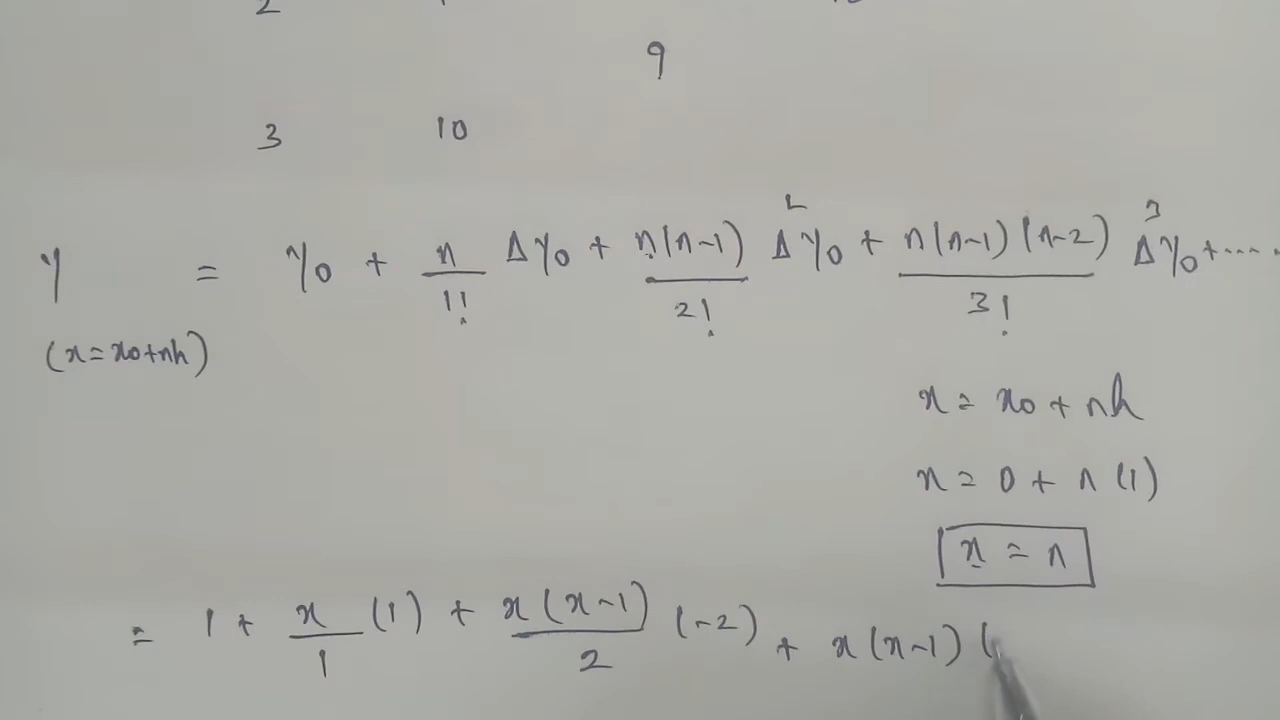 2
9
3 10
y = y₀ + n/1! Δy₀ + n(n-1)/2! Δ²y₀ + n(n-1)(n-2)/3! Δ³y₀ + ....
(x = x₀+nh)
x = x₀ + nh
x = 0 + n(1)
x = n
= 1 + x/1 (1) + x(x-1)/2 (-2) + x(x-1)(